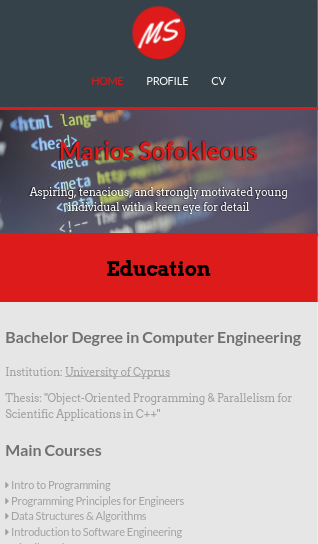 MS
HOME PROFILE CV
<html lang="
<head>
<meta
<meta
<meta
<!-- The
Marios Sofokleous
Aspiring, tenacious, and strongly motivated young
individual with a keen eye for detail
Education
Bachelor Degree in Computer Engineering
Institution: University of Cyprus
Thesis: "Object-Oriented Programming & Parallelism for
Scientific Applications in C++"
Main Courses
Intro to Programming
Programming Principles for Engineers
Data Structures & Algorithms
Introduction to Software Engineering